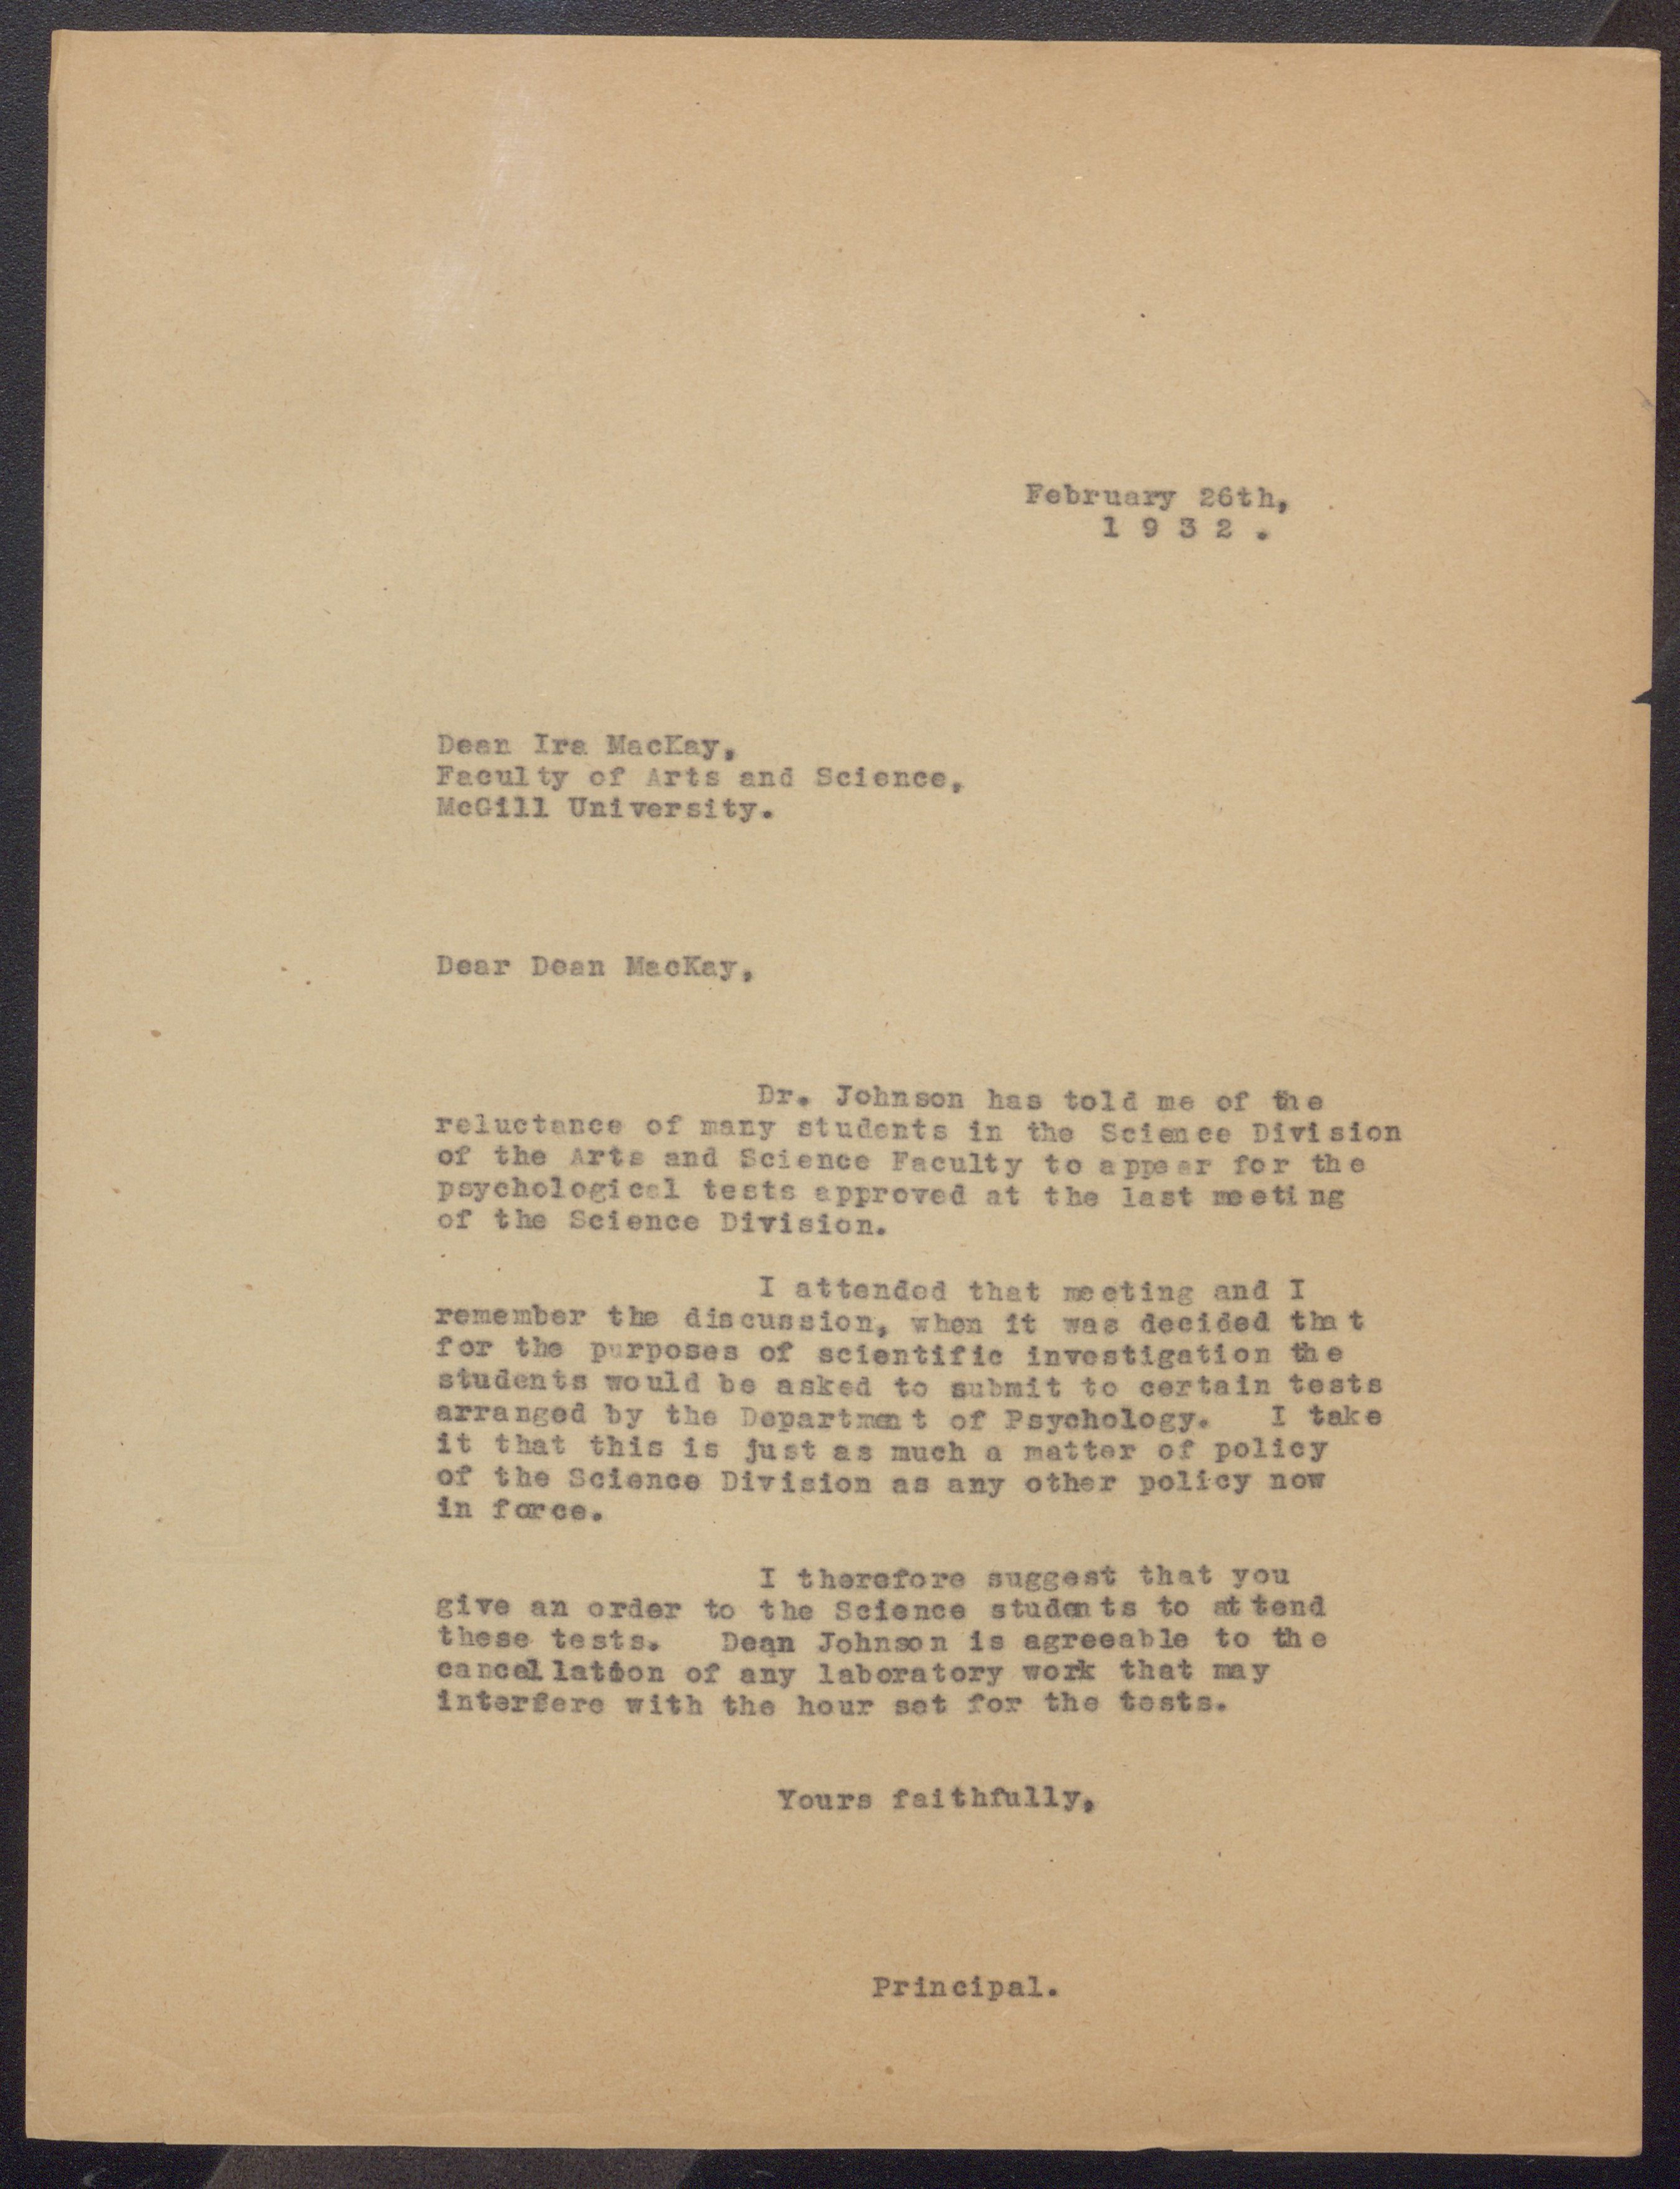 February 26th,
1 9 3 2 .
Dean Ira MacKay,
Faculty of Arts and Science,
McGill University.
Dear Dean MacKay,
Dr. Johnson has told me of the
reluctance of many students in the Science Division
of the Arts and Science Faculty to appear for the
psychological tests approved at the last meeting
of the Science Division.
I attended that meeting and I
remember the discussion, when it was decided that
for the purposes of scientific investigation the
students would be asked to submit to certain tests
arranged by the Department of Psychology. I take
it that this is just as much a matter of policy
of the Science Division as any other policy now
in force.
I therefore suggest that you
give an order to the Science students to attend
these tests. Dean Johnson is agreeable to the
cancellation of any laboratory work that may
interfere with the hour set for the tests.
Yours faithfully,
Principal.